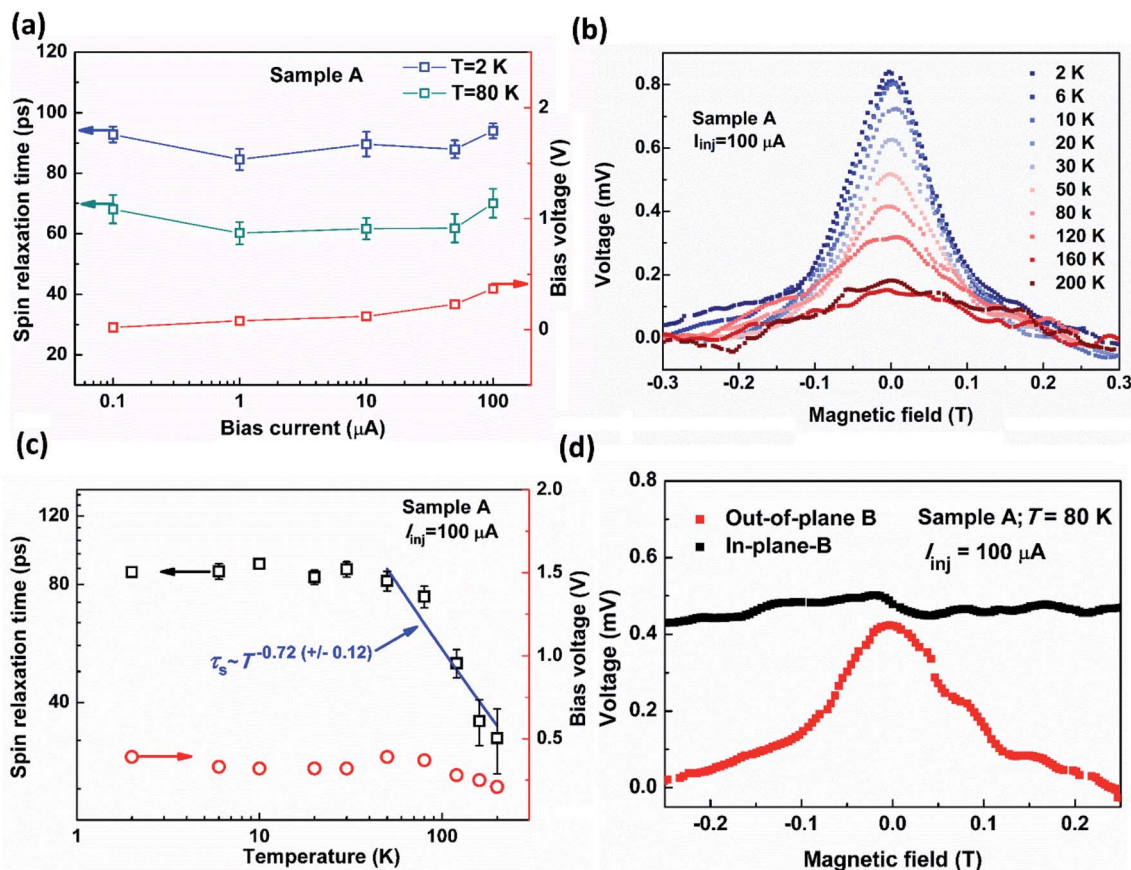 (a)
120
100
80
60
40
20
Spin relaxation time (ps)
Sample A
T=2 K
T=80 K
2
1
0
Bias voltage (V)
0.1
1
10
100
Bias current (μA)
(b)
0.8
0.6
0.4
0.2
0.0
Voltage (mV)
Sample A
Iinj=100 μA
2 K
6 K
10 K
20 K
30 K
50 k
80 k
120 K
160 K
200 K
-0.3
-0.2
-0.1
0.0
0.1
0.2
0.3
Magnetic field (T)
(c)
120
80
40
Spin relaxation time (ps)
Sample A
Iinj=100 μA
τs~T-0.72 (+/- 0.12)
2.0
1.5
1.0
0.5
0.0
Bias voltage (V)
1
10
100
Temperature (K)
(d)
0.8
0.6
0.4
0.2
0.0
Voltage (mV)
Out-of-plane B
In-plane-B
Sample A; T = 80 K
Iinj = 100 μA
-0.2
-0.1
0.0
0.1
0.2
Magnetic field (T)